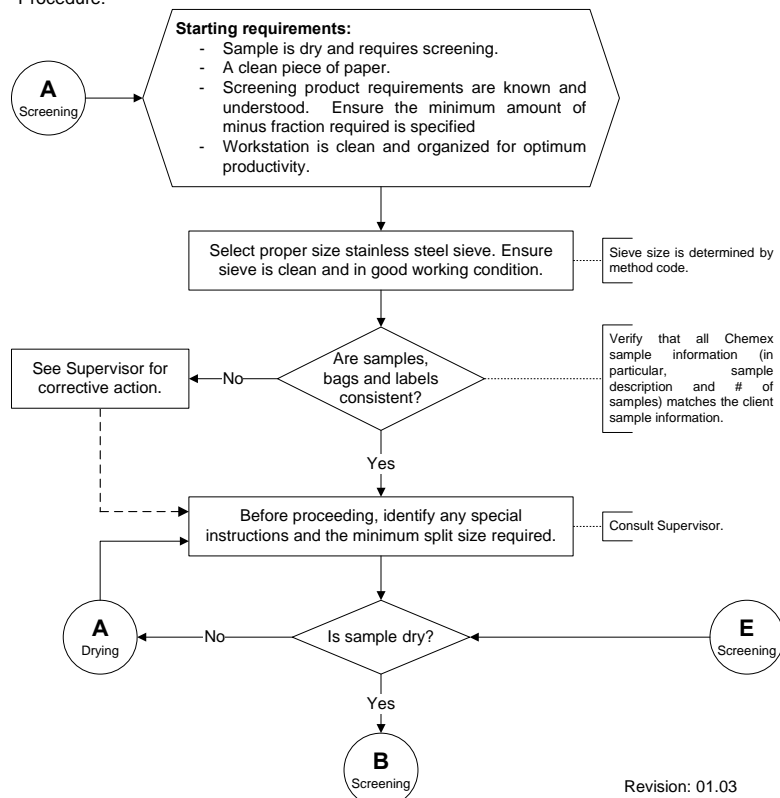 Procedure:
Starting requirements:
- Sample is dry and requires screening.
- A clean piece of paper.
- Screening product requirements are known and
understood. Ensure the minimum amount of
minus fraction required is specified
- Workstation is clean and organized for optimum
productivity.
A
Screening
Select proper size stainless steel sieve. Ensure
sieve is clean and in good working condition.
Sieve size is determined by
method code.
See Supervisor for
corrective action.
No
Are samples,
bags and labels
consistent?
Verify that all Chemex
sample information (in
particular, sample
description and # of
samples) matches the client
sample information.
Yes
Before proceeding, identify any special
instructions and the minimum split size required.
Consult Supervisor.
A
Drying
No
Is sample dry?
E
Screening
Yes
B
Screening
Revision: 01.03